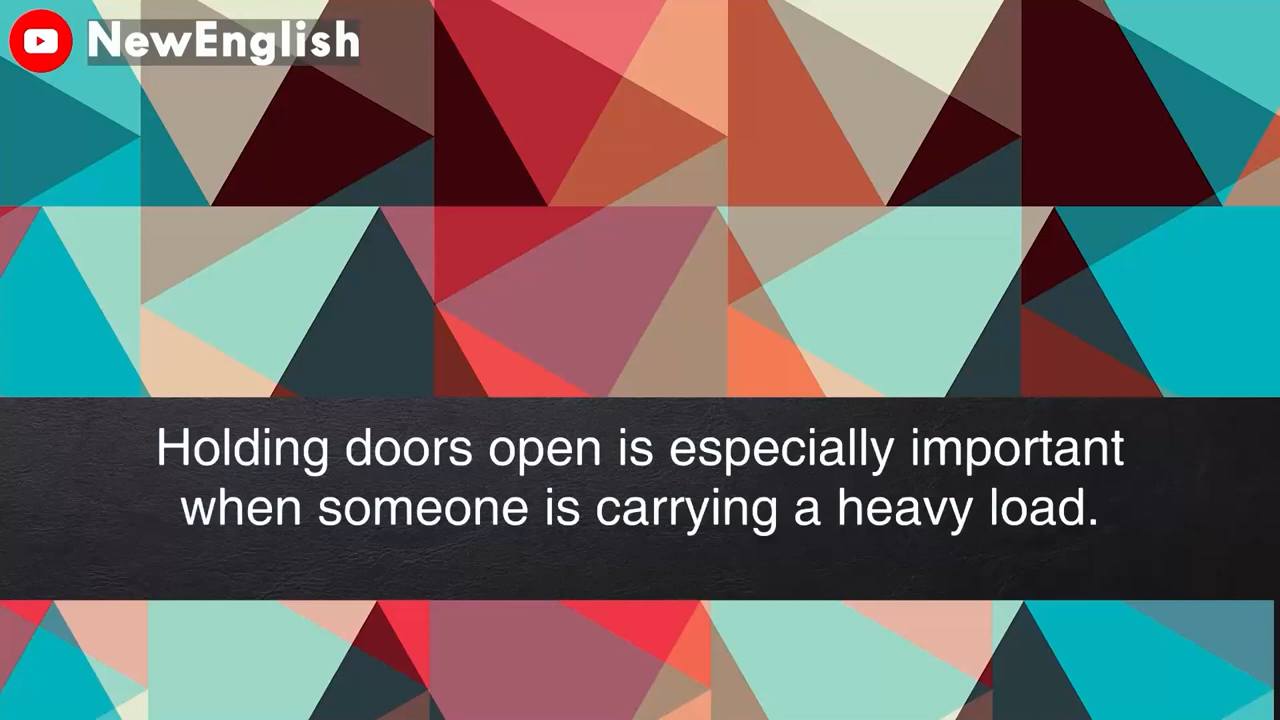 NewEnglish
Holding doors open is especially important
when someone is carrying a heavy load.